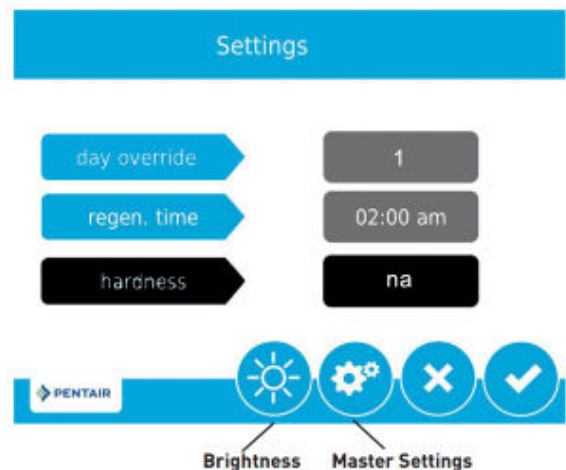 Settings
day override 1
regen. time 02:00 am
hardness na
PENTAIR
Brightness Master Settings